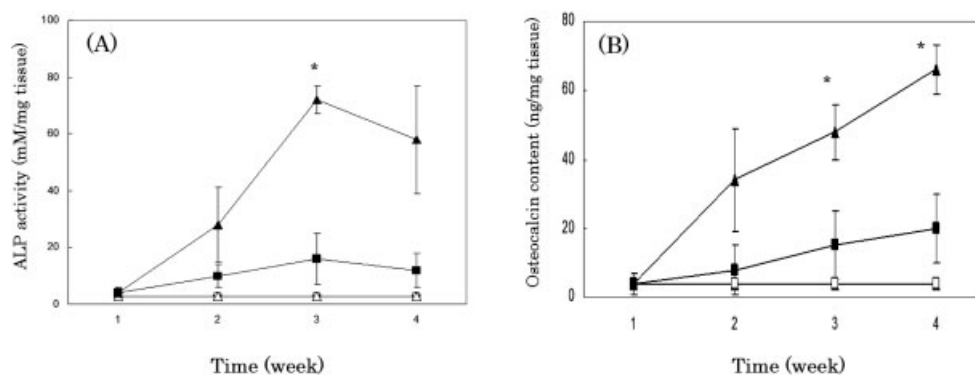 (A)
ALP activity (mM/mg tissue)
100
80
60
40
20
0
*
1 2 3 4
Time (week)
(B)
Osteocalcin content (ng/mg tissue)
80
60
40
20
0
*
*
1 2 3 4
Time (week)